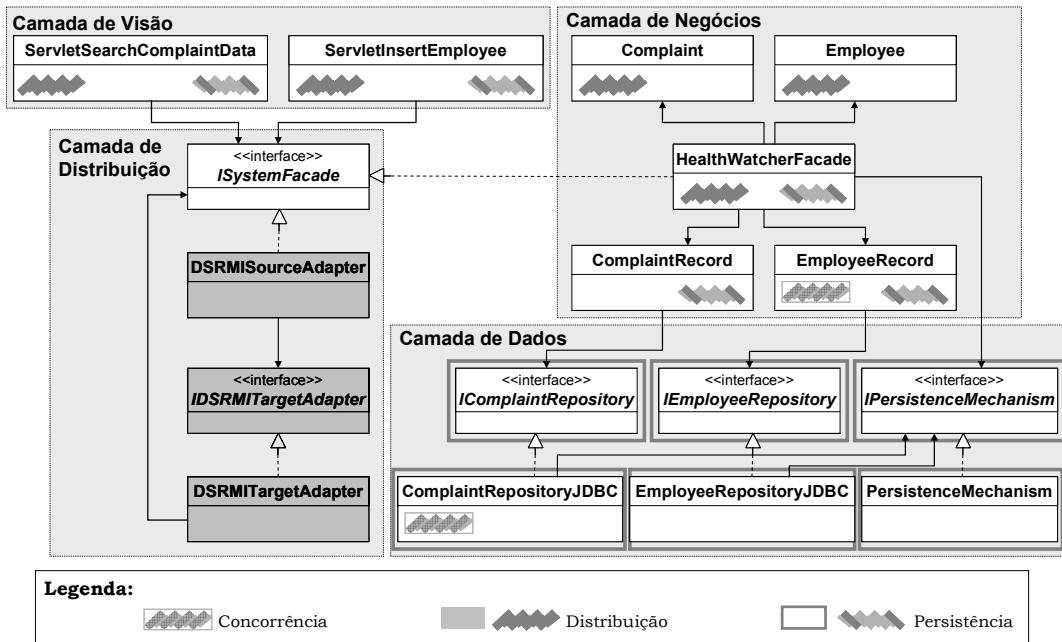 Camada de Visão
ServletSearchComplaintData
ServletInsertEmployee
Camada de Negócios
Complaint
Employee
HealthWatcherFacade
ComplaintRecord
EmployeeRecord
Camada de
Distribuição
<<interface>>
ISystemFacade
DSRMISourceAdapter
<<interface>>
IDSRMITargetAdapter
DSRMITargetAdapter
Camada de Dados
<<interface>>
IComplaintRepository
<<interface>>
IEmployeeRepository
<<interface>>
IPersistenceMechanism
ComplaintRepositoryJDBC
EmployeeRepositoryJDBC
PersistenceMechanism
Legenda:
Concorrência
Distribuição
Persistência